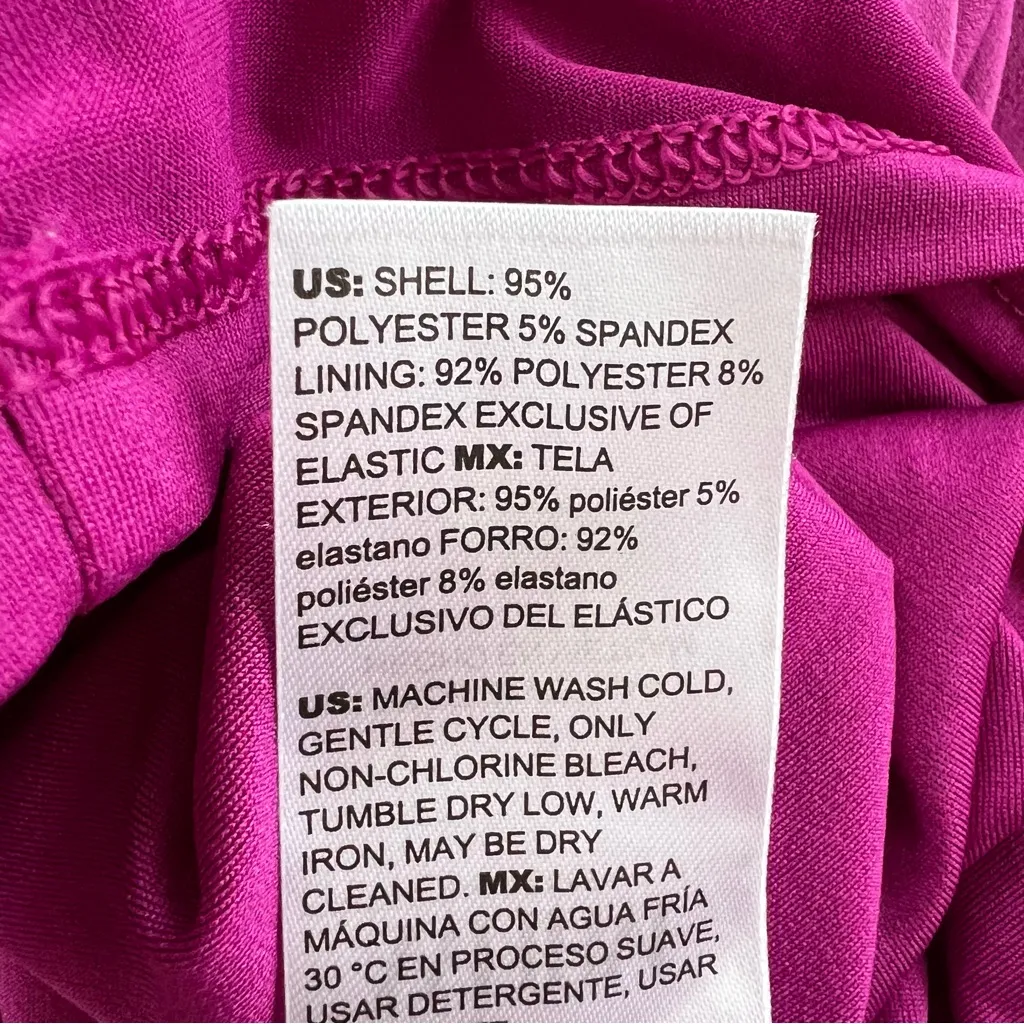 US: SHELL: 95%
POLYESTER 5% SPANDEX
LINING: 92% POLYESTER 8%
SPANDEX EXCLUSIVE OF
ELASTIC MX: TELA
EXTERIOR: 95% poliéster 5%
elastano FORRO: 92%
poliéster 8% elastano
EXCLUSIVO DEL ELÁSTICO
US: MACHINE WASH COLD,
GENTLE CYCLE, ONLY
NON-CHLORINE BLEACH,
TUMBLE DRY LOW, WARM
IRON, MAY BE DRY
CLEANED. MX: LAVAR A
MÁQUINA CON AGUA FRÍA
30 °C EN PROCESO SUAVE,
USAR DETERGENTE, USAR